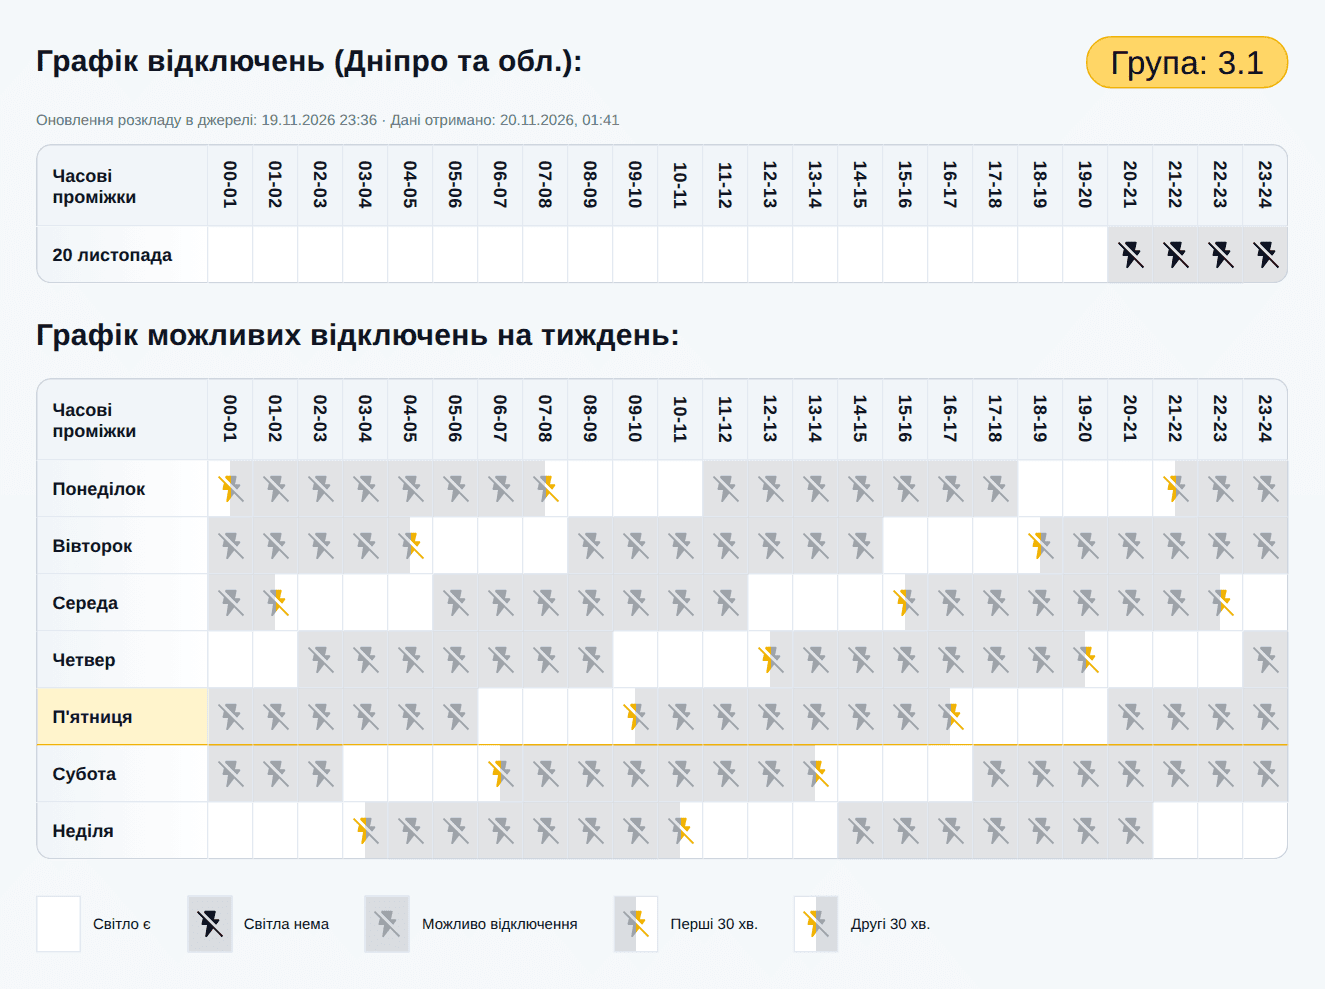 Графік відключень (Дніпро та обл.):
Група: 3.1
Оновлення розкладу в джерелі: 19.11.2026 23:36 · Дані отримано: 20.11.2026, 01:41
Часові проміжки 00-01 01-02 02-03 03-04 04-05 05-06 06-07 07-08 08-09 09-10 10-11 11-12 12-13 13-14 14-15 15-16 16-17 17-18 18-19 19-20 20-21 21-22 22-23 23-24
20 листопада
Графік можливих відключень на тиждень:
Часові проміжки 00-01 01-02 02-03 03-04 04-05 05-06 06-07 07-08 08-09 09-10 10-11 11-12 12-13 13-14 14-15 15-16 16-17 17-18 18-19 19-20 20-21 21-22 22-23 23-24
Понеділок
Вівторок
Середа
Четвер
П'ятниця
Субота
Неділя
Світло є Світла нема Можливо відключення Перші 30 хв. Другі 30 хв.